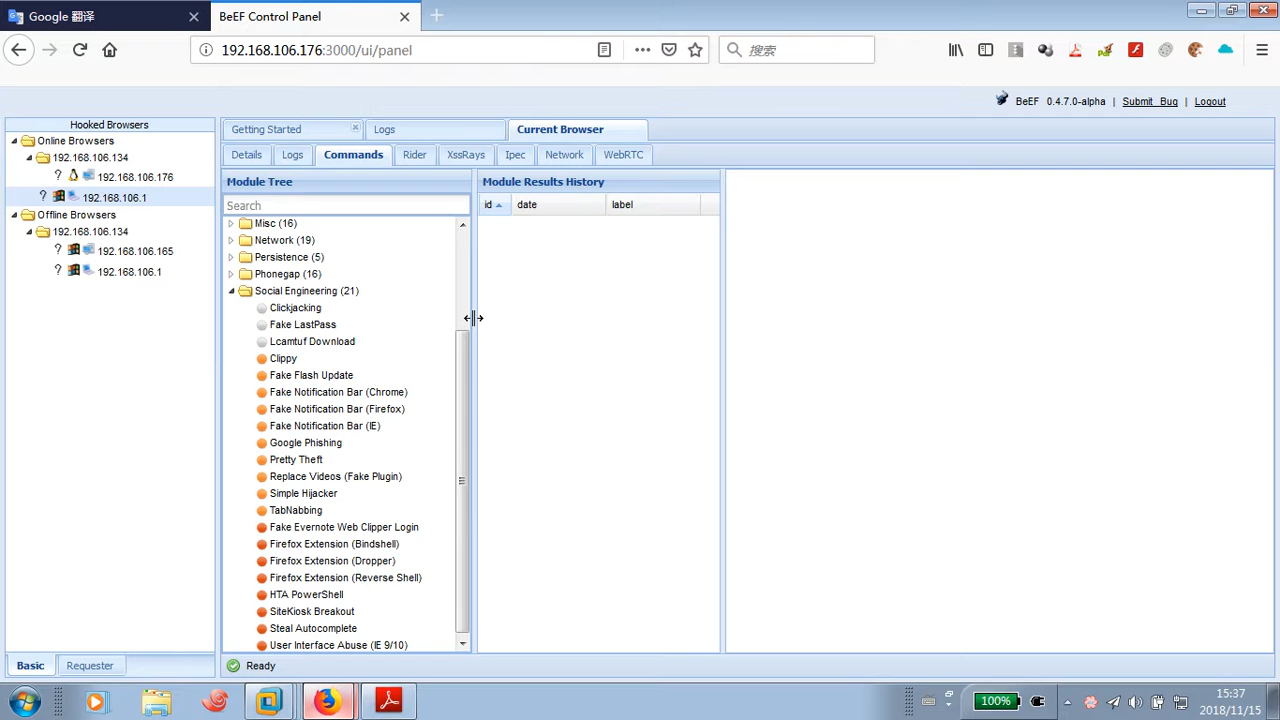 Google 翻译
BeEF Control Panel
192.168.106.176:3000/ui/panel
搜索
BeEF 0.4.7.0-alpha | Submit Bug | Logout
Hooked Browsers
Online Browsers
192.168.106.134
? 192.168.106.176
? 192.168.106.1
Offline Browsers
192.168.106.134
? 192.168.106.165
? 192.168.106.1
Basic
Requester
Getting Started
Logs
Current Browser
Details
Logs
Commands
Rider
XssRays
Ipec
Network
WebRTC
Module Tree
Search
Misc (16)
Network (19)
Persistence (5)
Phonegap (16)
Social Engineering (21)
Clickjacking
Fake LastPass
Lcamtuf Download
Clippy
Fake Flash Update
Fake Notification Bar (Chrome)
Fake Notification Bar (Firefox)
Fake Notification Bar (IE)
Google Phishing
Pretty Theft
Replace Videos (Fake Plugin)
Simple Hijacker
TabNabbing
Fake Evernote Web Clipper Login
Firefox Extension (Bindshell)
Firefox Extension (Dropper)
Firefox Extension (Reverse Shell)
HTA PowerShell
SiteKiosk Breakout
Steal Autocomplete
User Interface Abuse (IE 9/10)
Module Results History
id
date
label
Ready
100%
15:37
2018/11/15